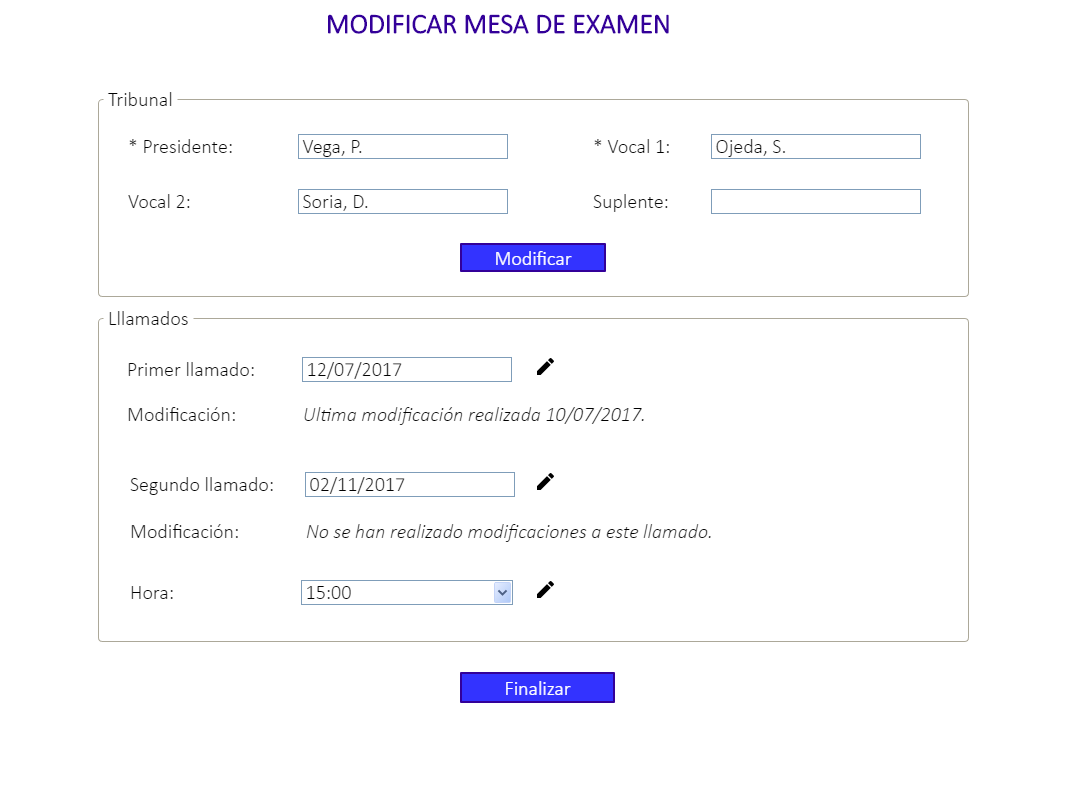 MODIFICAR MESA DE EXAMEN
Tribunal
* Presidente: Vega, P. * Vocal 1: Ojeda, S.
Vocal 2: Soria, D. Suplente:
Modificar
Lllamados
Primer llamado: 12/07/2017
Modificación: Ultima modificación realizada 10/07/2017.
Segundo llamado: 02/11/2017
Modificación: No se han realizado modificaciones a este llamado.
Hora: 15:00
Finalizar